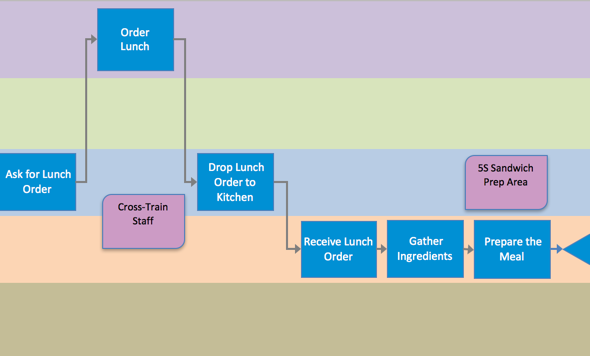 Order
Lunch
Ask for Lunch
Order
Cross-Train
Staff
Drop Lunch
Order to
Kitchen
5S Sandwich
Prep Area
Receive Lunch
Order
Gather
Ingredients
Prepare the
Meal